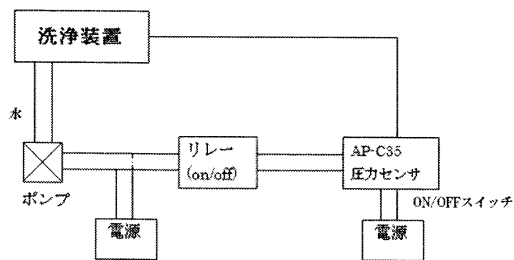 洗浄装置
水
リレー
(on/off)
AP-C35
圧力センサ
ポンプ
ON/OFFスイッチ
電源
電源